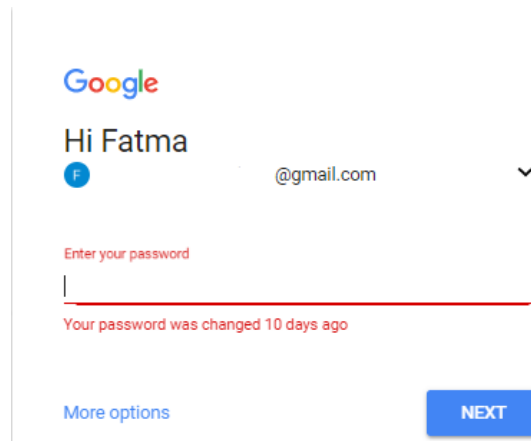 Google
Hi Fatma
F @gmail.com
Enter your password
Your password was changed 10 days ago
More options NEXT